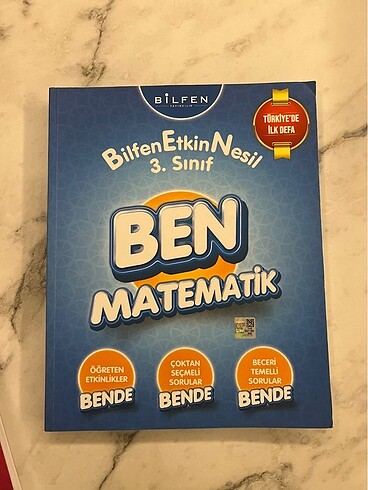 BİLFEN
YAYINCILIK
TÜRKİYE'DE
İLK DEFA
BilfenEtkinNesil
3. Sınıf
BEN
MATEMATİK
ÖĞRETEN
ETKİNLİKLER
BENDE
ÇOKTAN
SEÇMELİ
SORULAR
BENDE
BECERİ
TEMELLİ
SORULAR
BENDE